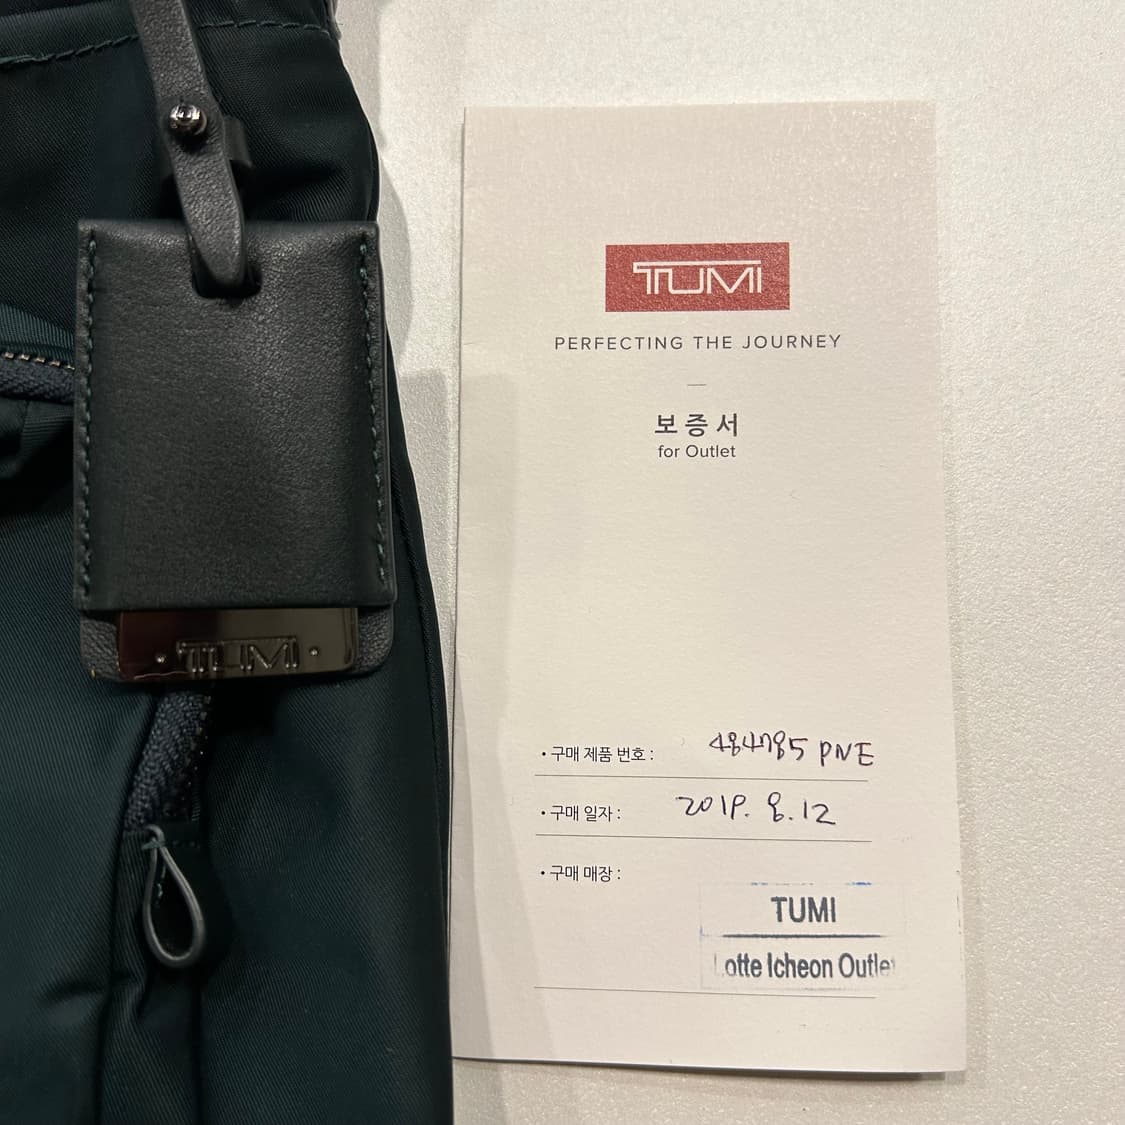 TUMI
TUMI
PERFECTING THE JOURNEY
보증서
for Outlet
• 구매 제품 번호 : 484785 PNE
• 구매 일자 : 2019. 8. 12
• 구매 매장 :
TUMI
Lotte Icheon Outlet